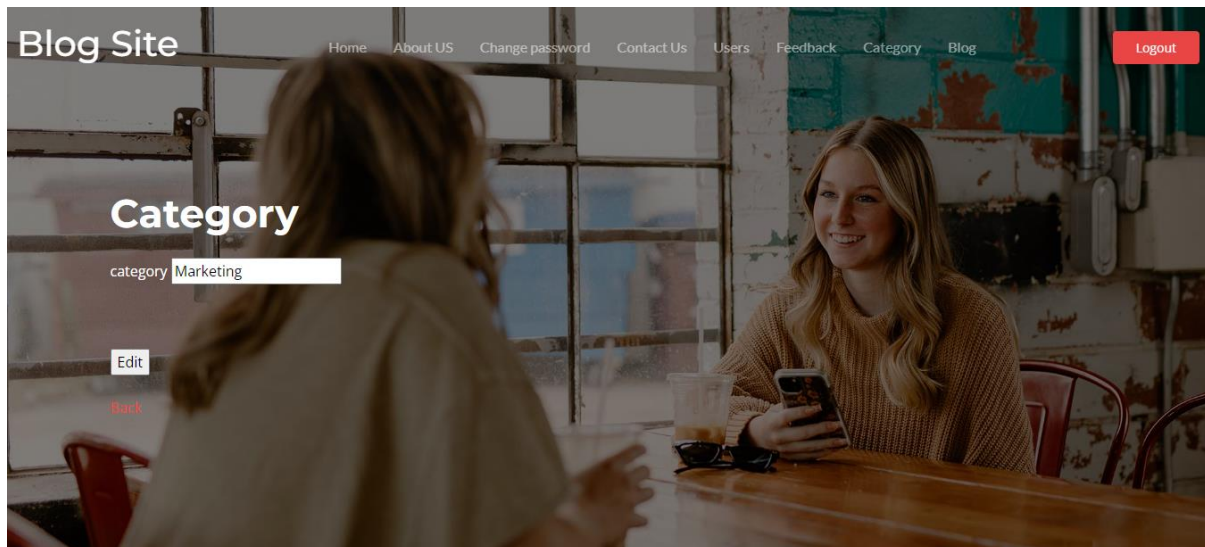 Blog Site
Home About US Change password Contact Us Users Feedback Category Blog
Logout
Category
category Marketing
Edit
Back